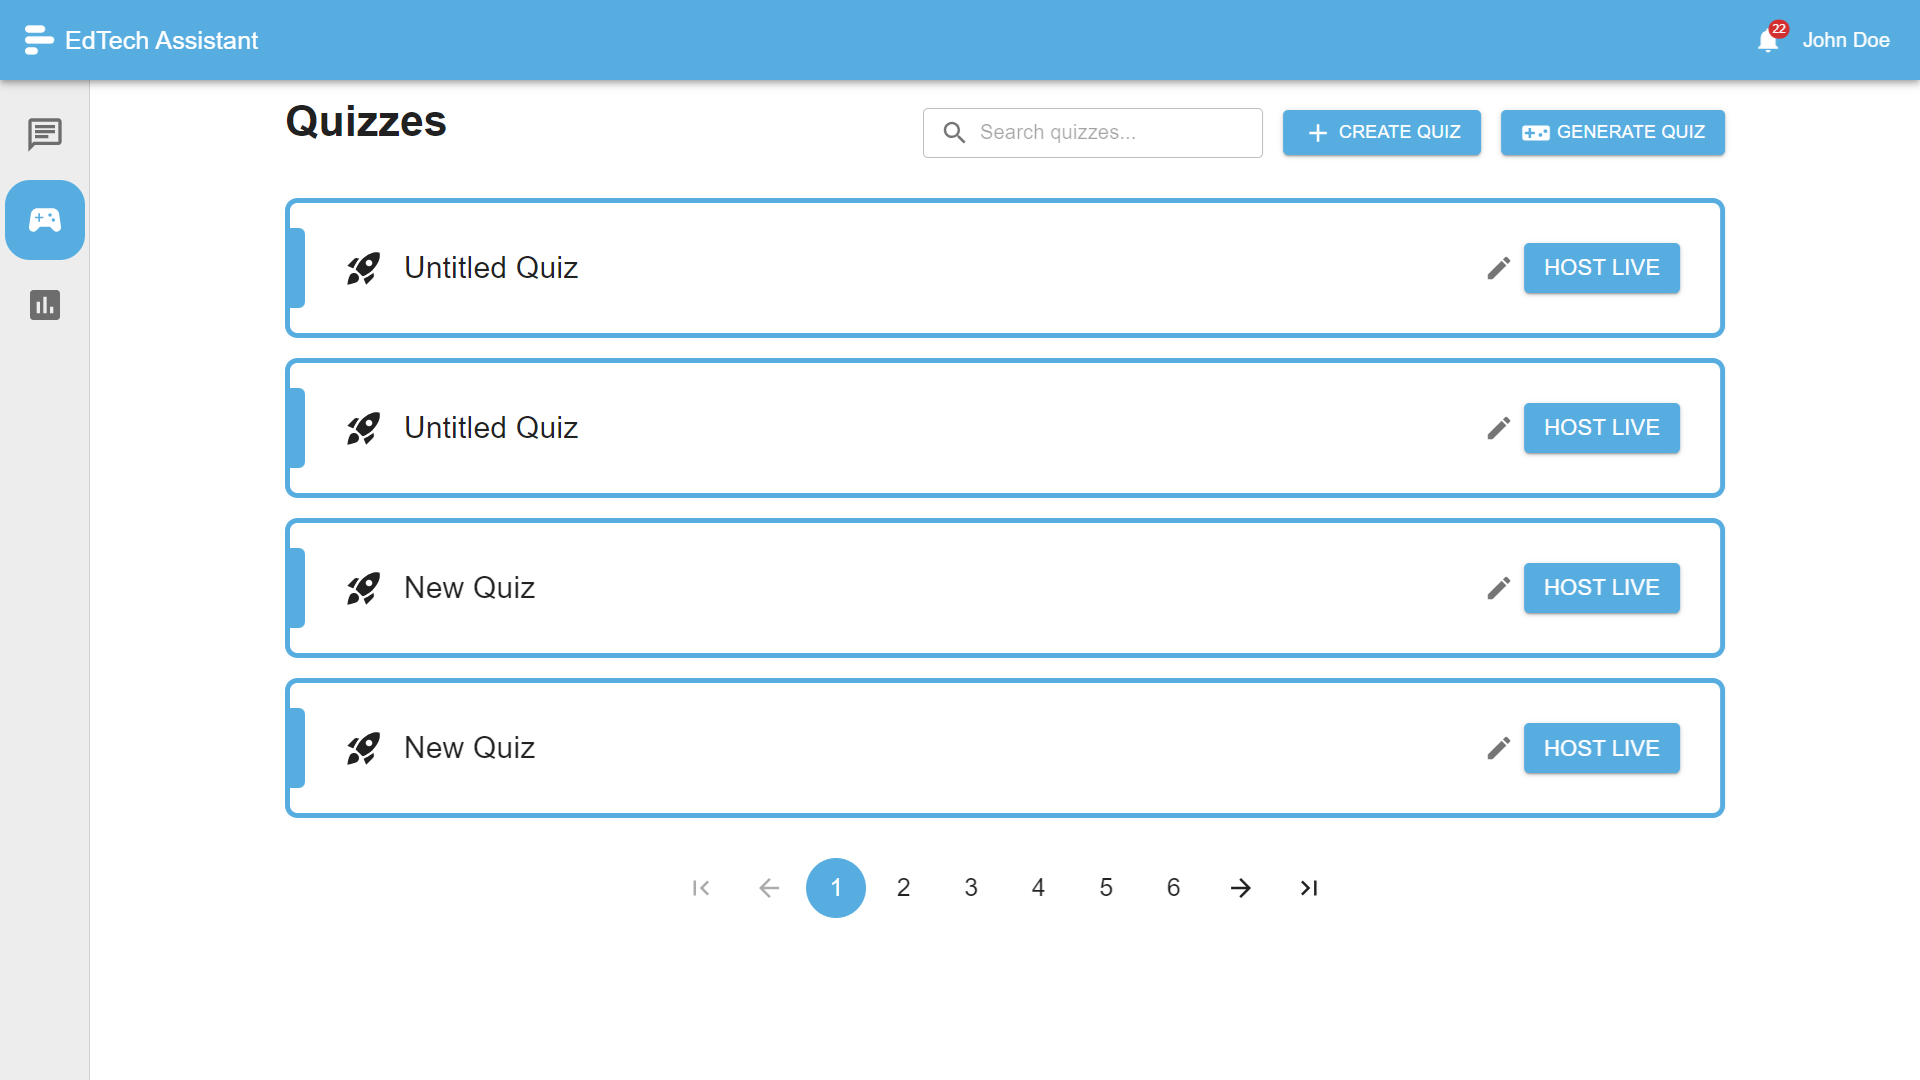 EdTech Assistant
22
John Doe
Quizzes
Search quizzes...
CREATE QUIZ
GENERATE QUIZ
Untitled Quiz
HOST LIVE
Untitled Quiz
HOST LIVE
New Quiz
HOST LIVE
New Quiz
HOST LIVE
1 2 3 4 5 6